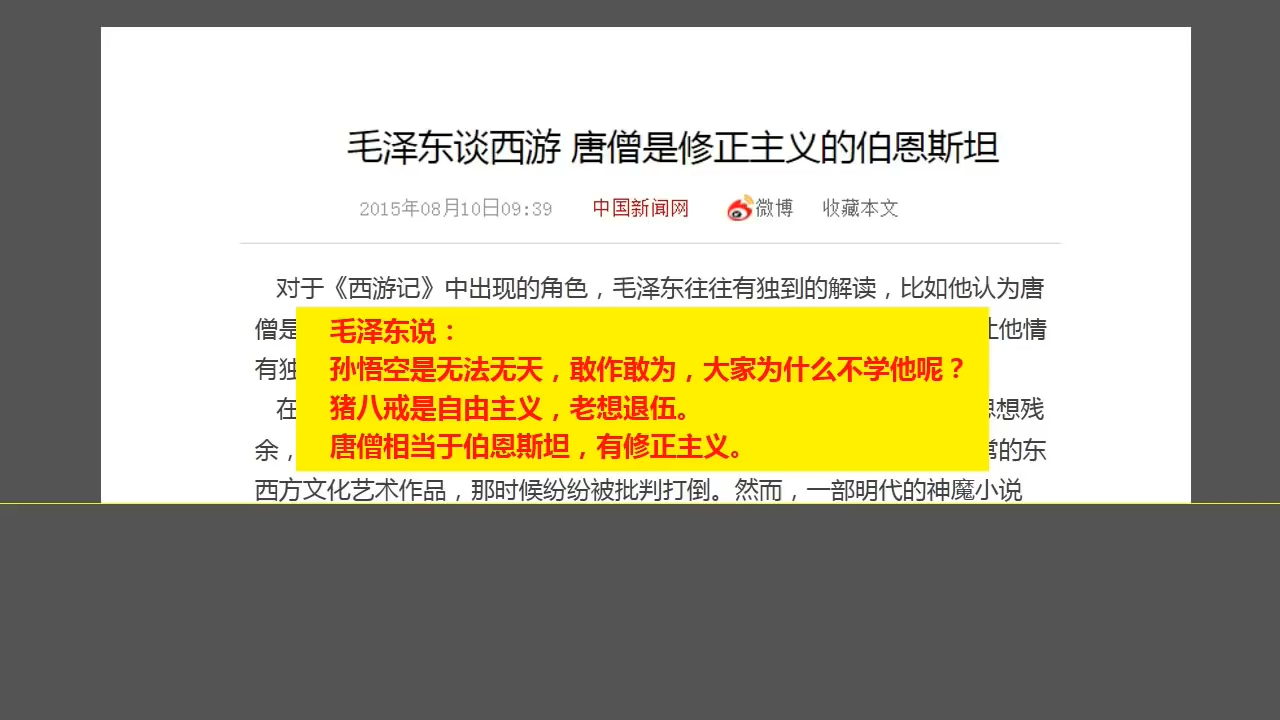 毛泽东谈西游 唐僧是修正主义的伯恩斯坦
2015年08月10日09:39 中国新闻网 微博 收藏本文
对于《西游记》中出现的角色，毛泽东往往有独到的解读，比如他认为唐
僧是
让他情
有独
在
思想残
余，
常的东
毛泽东说：
孙悟空是无法无天，敢作敢为，大家为什么不学他呢？
猪八戒是自由主义，老想退伍。
唐僧相当于伯恩斯坦，有修正主义。
西方文化艺术作品，那时候纷纷被批判打倒。然而，一部明代的神魔小说